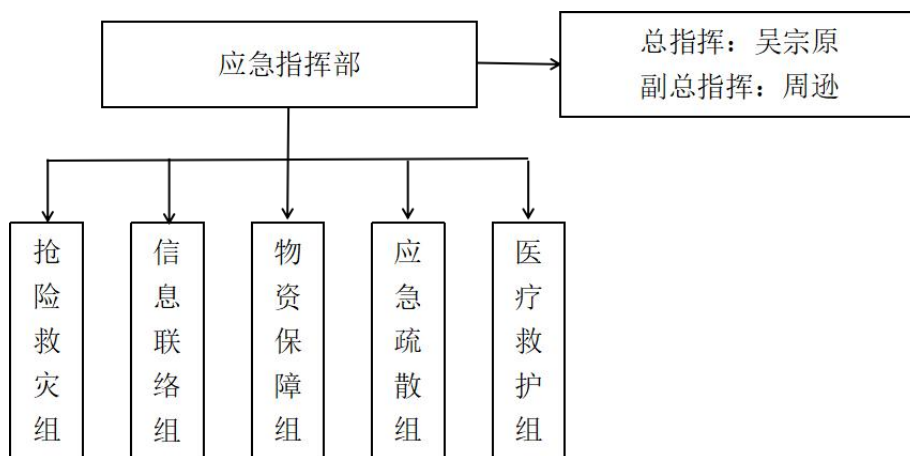 应急指挥部
总指挥：吴宗原
副总指挥：周逊
抢险救灾组
信息联络组
物资保障组
应急疏散组
医疗救护组